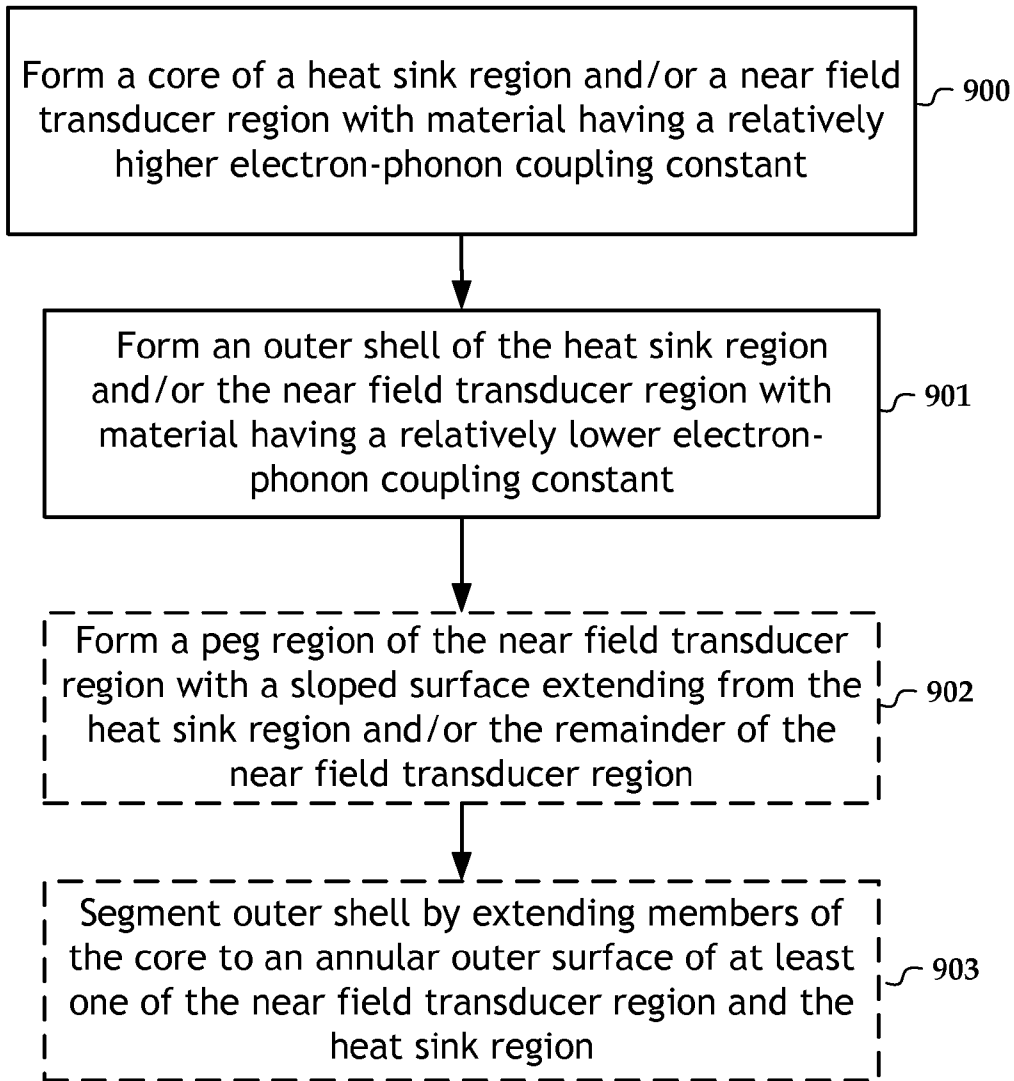 Form a core of a heat sink region and/or a near field
transducer region with material having a relatively
higher electron-phonon coupling constant
900
Form an outer shell of the heat sink region
and/or the near field transducer region with
material having a relatively lower electron-
phonon coupling constant
901
Form a peg region of the near field transducer
region with a sloped surface extending from the
heat sink region and/or the remainder of the
near field transducer region
902
Segment outer shell by extending members of
the core to an annular outer surface of at least
one of the near field transducer region and the
heat sink region
903